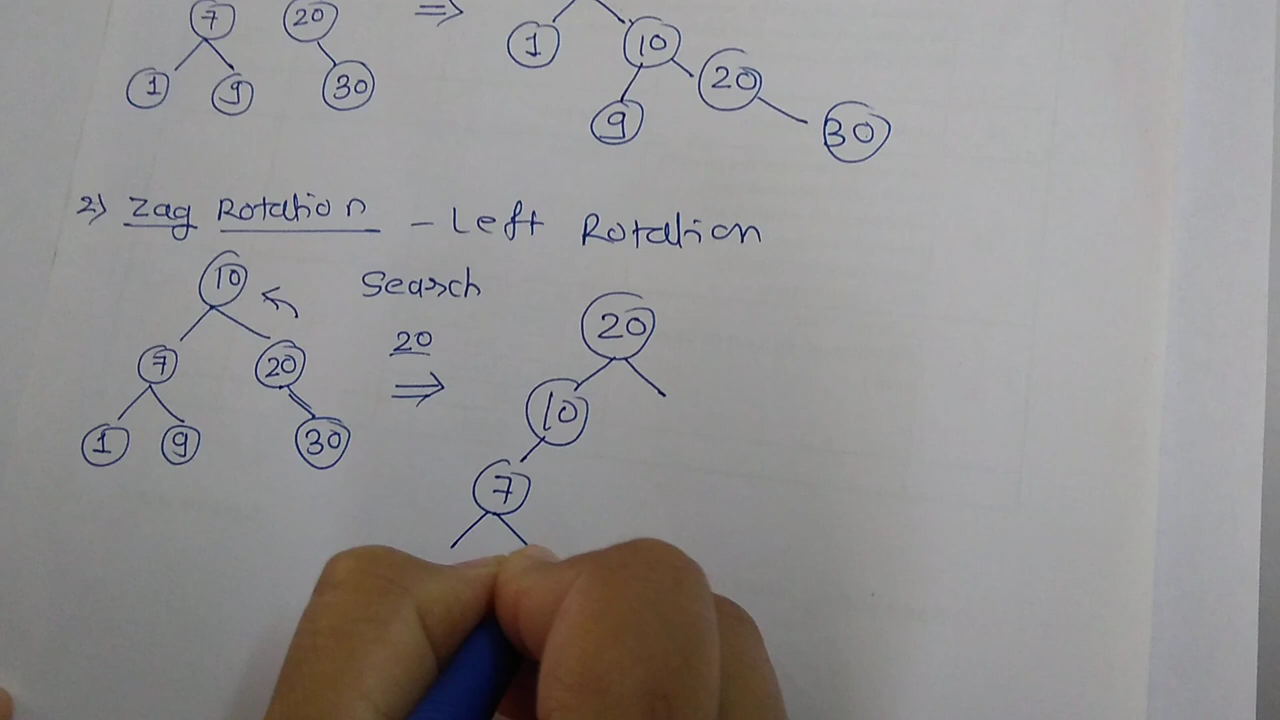 7 20 ⇒
1 10 20
1 9 30
9 30
2) Zag Rotation - Left Rotation
10 Search
20 20
7 20 ⇒ 10
1 9 30
7